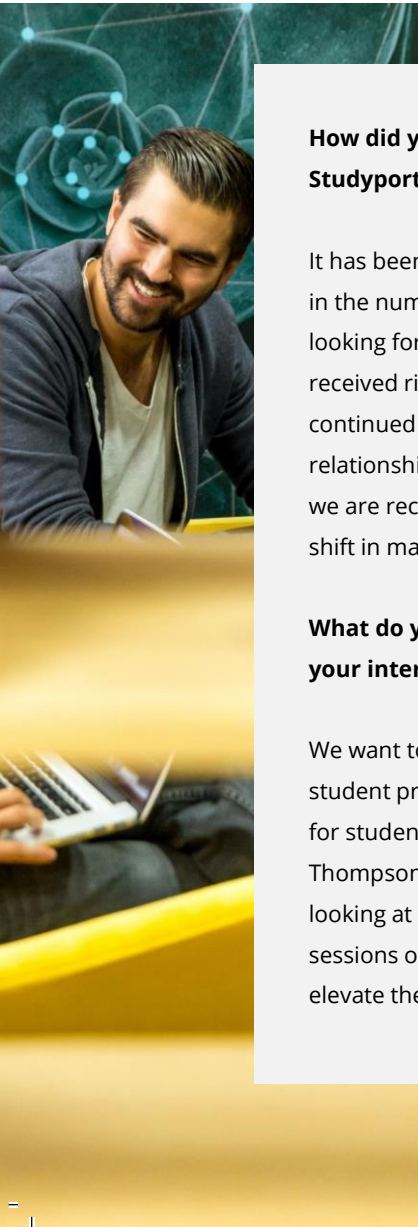 How did y
Studyport
It has been
in the num
looking for
received ri
continued
relationshi
we are rec
shift in ma
What do y
your inter
We want to
student pr
for studen
Thompson
looking at
sessions o
elevate the